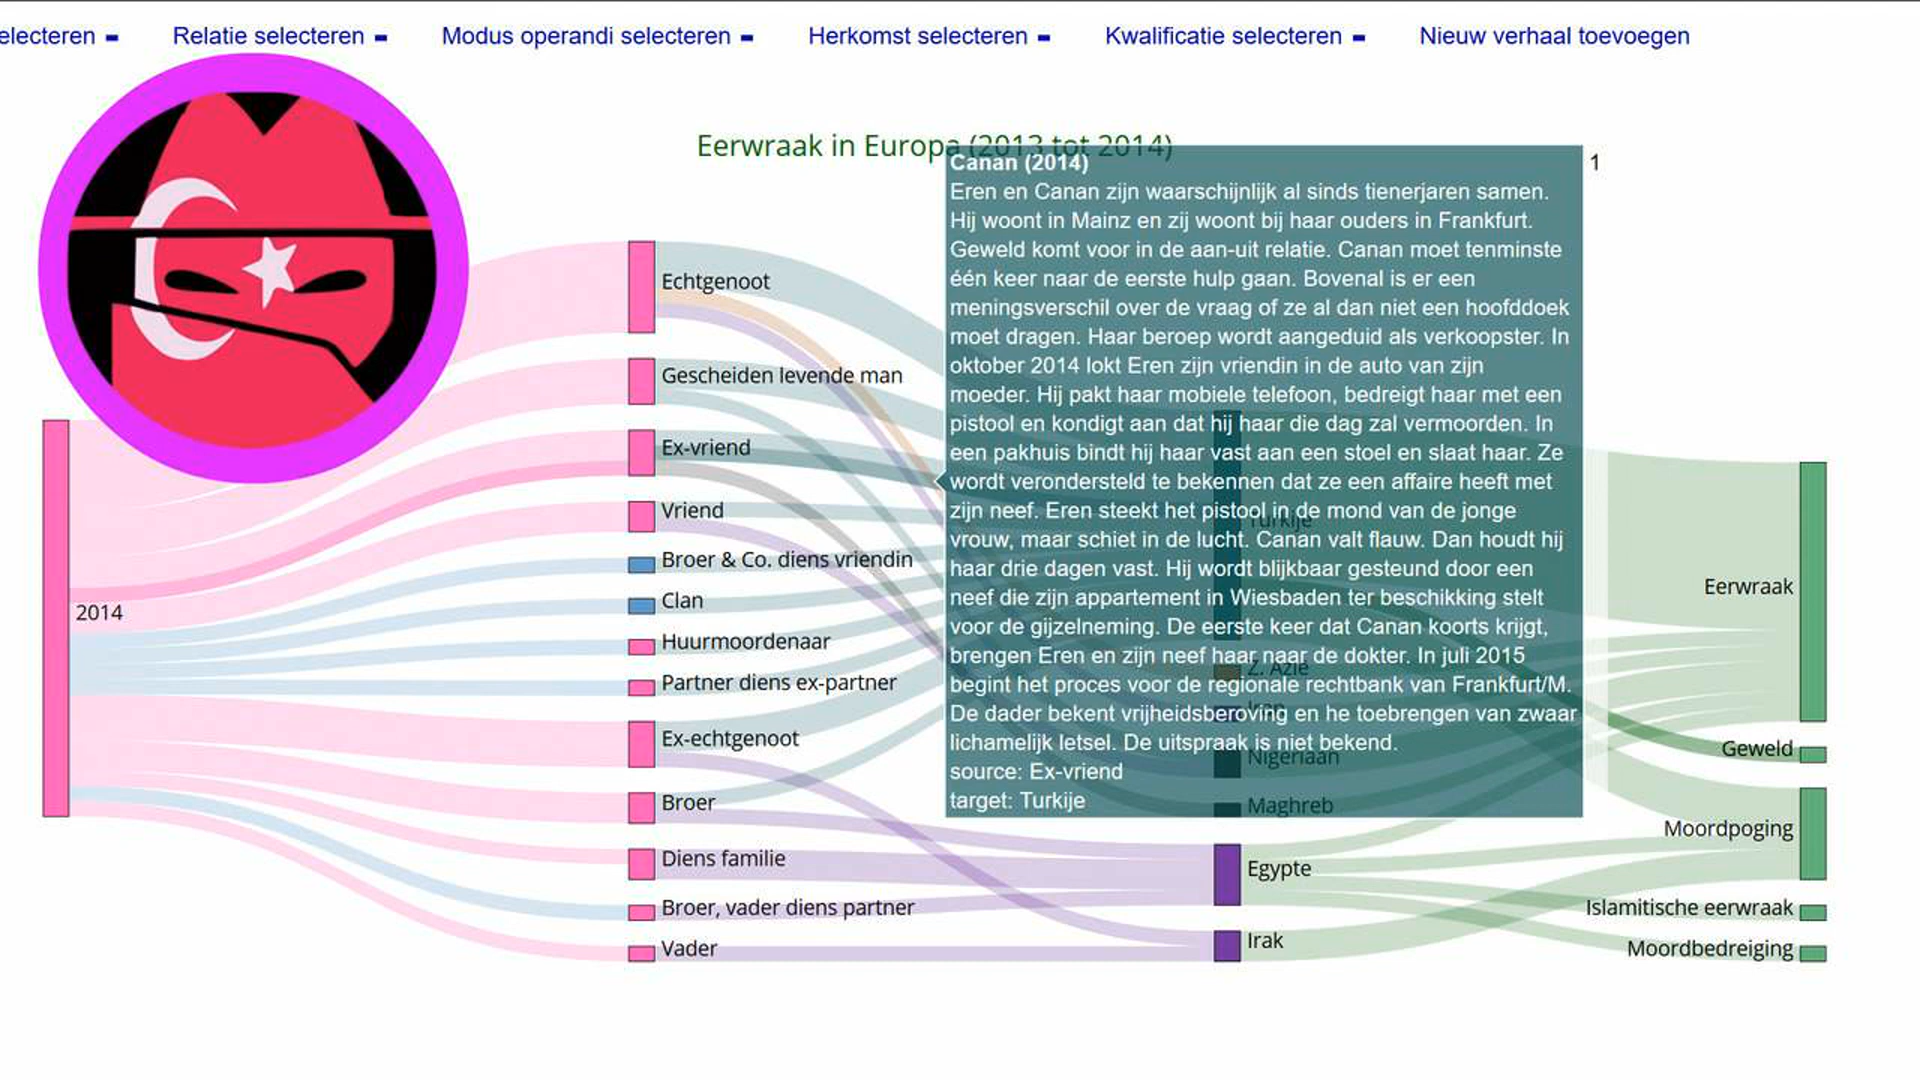 electeren
Relatie selecteren
Modus operandi selecteren
Herkomst selecteren
Kwalificatie selecteren
Nieuw verhaal toevoegen
Eerwraak in Europa (2013 tot 2014)
Canan (2014)
Eren en Canan zijn waarschijnlijk al sinds tienerjaren samen.
Hij woont in Mainz en zij woont bij haar ouders in Frankfurt.
Geweld komt voor in de aan-uit relatie. Canan moet tenminste
één keer naar de eerste hulp gaan. Bovenal is er een
meningsverschil over de vraag of ze al dan niet een hoofddoek
moet dragen. Haar beroep wordt aangeduid als verkoopster. In
oktober 2014 lokt Eren zijn vriendin in de auto van zijn
moeder. Hij pakt haar mobiele telefoon, bedreigt haar met een
pistool en kondigt aan dat hij haar die dag zal vermoorden. In
een pakhuis bindt hij haar vast aan een stoel en slaat haar. Ze
wordt verondersteld te bekennen dat ze een affaire heeft met
zijn neef. Eren steekt het pistool in de mond van de jonge
vrouw, maar schiet in de lucht. Canan valt flauw. Dan houdt hij
haar drie dagen vast. Hij wordt blijkbaar gesteund door een
neef die zijn appartement in Wiesbaden ter beschikking stelt
voor de gijzelneming. De eerste keer dat Canan koorts krijgt,
brengen Eren en zijn neef haar naar de dokter. In juli 2015
begint het proces voor de regionale rechtbank van Frankfurt/M.
De dader bekent vrijheidsberoving en he toebrengen van zwaar
lichamelijk letsel. De uitspraak is niet bekend.
source: Ex-vriend
target: Turkije
1
2014
Echtgenoot
Gescheiden levende man
Ex-vriend
Vriend
Broer & Co. diens vriendin
Clan
Huurmoordenaar
Partner diens ex-partner
Ex-echtgenoot
Broer
Diens familie
Broer, vader diens partner
Vader
Turkije
Z. Azië
Iran
Nigeriaan
Maghreb
Egypte
Irak
Eerwraak
Geweld
Moordpoging
Islamitische eerwraak
Moordbedreiging